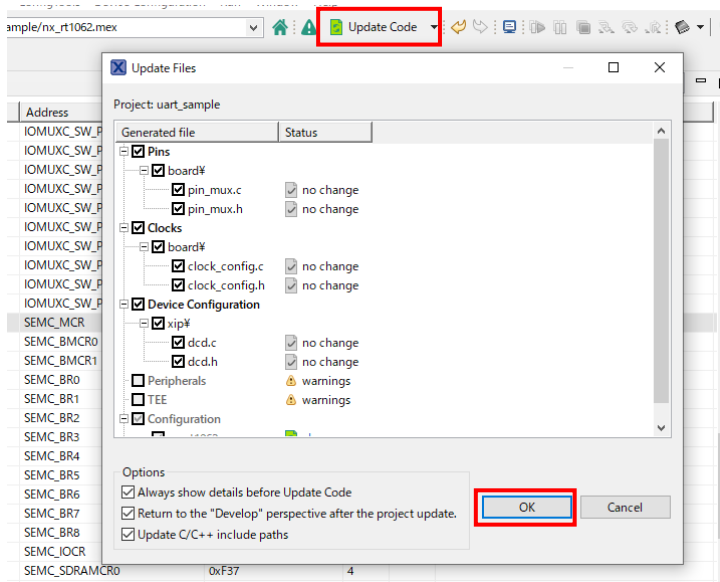 ample/nx_rt1062.mex
Update Code
Update Files
Project: uart_sample
Address
Generated file Status
IOMUXC_SW_P
Pins
IOMUXC_SW_P
board¥
IOMUXC_SW_P
pin_mux.c no change
IOMUXC_SW_P
pin_mux.h no change
IOMUXC_SW_P
Clocks
IOMUXC_SW_P
board¥
IOMUXC_SW_P
clock_config.c no change
IOMUXC_SW_P
clock_config.h no change
IOMUXC_SW_P
Device Configuration
IOMUXC_SW_P
xip¥
SEMC_MCR
dcd.c no change
SEMC_BMCR0
dcd.h no change
SEMC_BMCR1
Peripherals warnings
SEMC_BR0
TEE warnings
SEMC_BR1
Configuration
SEMC_BR2
SEMC_BR3
SEMC_BR4
SEMC_BR5
Options
SEMC_BR6
Always show details before Update Code
SEMC_BR7
Return to the "Develop" perspective after the project update.
OK Cancel
SEMC_BR8
Update C/C++ include paths
SEMC_IOCR
SEMC_SDRAMCR0 0xF37 4